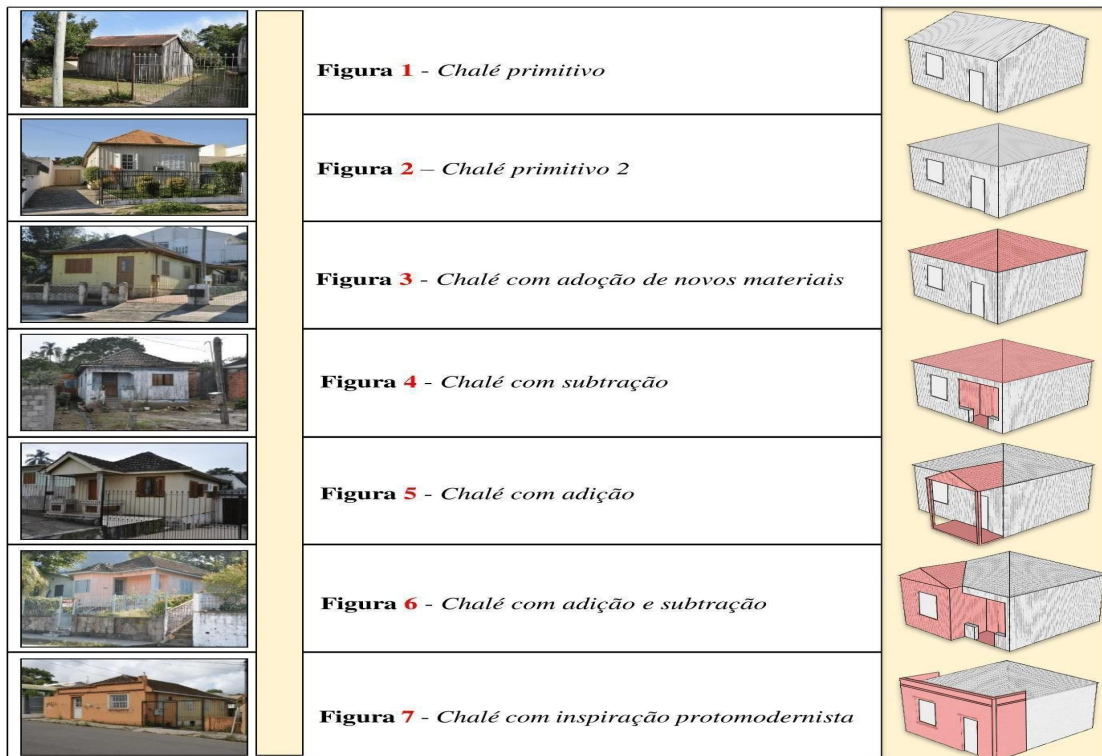 Figura 1 - Chalé primitivo
Figura 2 – Chalé primitivo 2
Figura 3 - Chalé com adoção de novos materiais
Figura 4 - Chalé com subtração
Figura 5 - Chalé com adição
Figura 6 - Chalé com adição e subtração
Figura 7 - Chalé com inspiração protomodernista